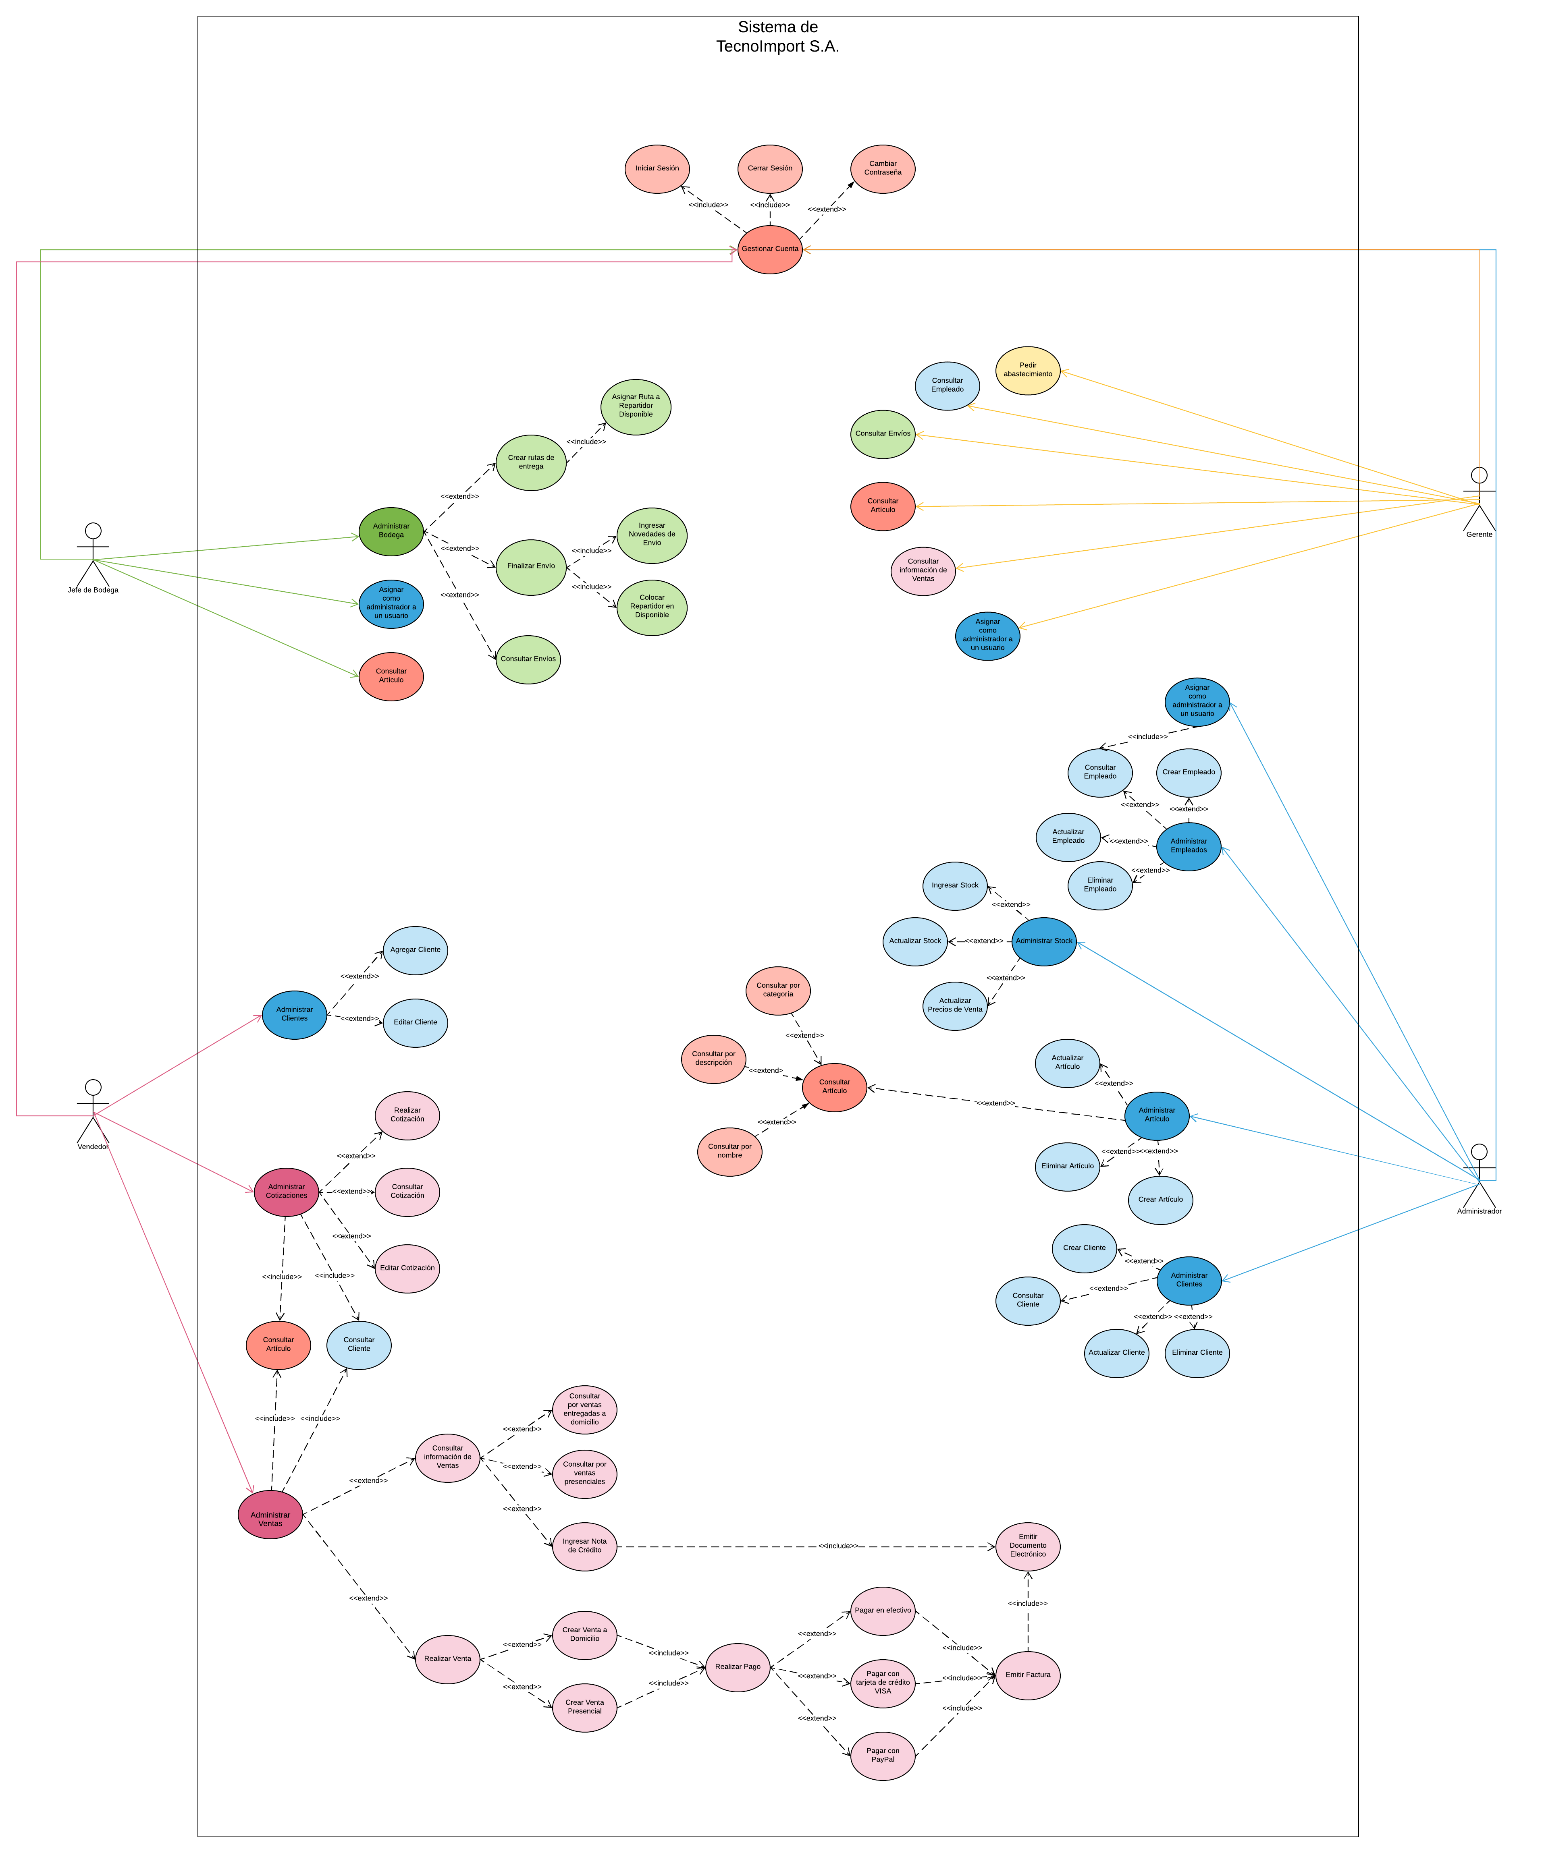 Sistema de
TecnoImport S.A.
Iniciar Sesión
Cerrar Sesión
Cambiar
Contraseña
<<include>>
<<include>>
<<extend>>
Gestionar Cuenta
Pedir
abastecimiento
Consultar
Empleado
Consultar Envíos
Consultar
Artículo
Consultar
información de
Ventas
Asignar
como
administrador a
un usuario
Gerente
Asignar Ruta a
Repartidor
Disponible
<<include>>
Crear rutas de
entrega
<<extend>>
Administrar
Bodega
<<extend>>
<<extend>>
Finalizar Envío
<<include>>
<<include>>
Ingresar
Novedades de
Envío
Colocar
Repartidor en
Disponible
Consultar Envíos
Asignar
como
administrador a
un usuario
Consultar
Artículo
Jefe de Bodega
Asignar
como
administrador a
un usuario
<<include>>
Consultar
Empleado
Crear Empleado
<<extend>>
<<extend>>
Actualizar
Empleado
<<extend>>
Administrar
Empleados
<<extend>>
Eliminar
Empleado
Ingresar Stock
<<extend>>
Actualizar Stock
<<extend>>
Administrar Stock
<<extend>>
Actualizar
Precios de Venta
Agregar Cliente
<<extend>>
Administrar
Clientes
<<extend>>
Editar Cliente
Consultar por
categoría
<<extend>>
Consultar por
descripción
<<extend>
Consultar
Artículo
<<extend>>
Consultar por
nombre
<<extend>>
Actualizar
Artículo
<<extend>>
Administrar
Artículo
<<extend>>
<<extend>>
Eliminar Artículo
Crear Artículo
Administrador
Vendedor
Realizar
Cotización
<<extend>>
Administrar
Cotizaciones
<<extend>>
Consultar
Cotización
<<extend>>
Editar Cotización
<<include>>
<<include>>
Consultar
Artículo
Consultar
Cliente
<<include>>
<<include>>
Crear Cliente
<<extend>>
Administrar
Clientes
Consultar
Cliente
<<extend>>
<<extend>>
<<extend>>
Actualizar Cliente
Eliminar Cliente
Administrar
Ventas
<<extend>>
Consultar
información de
Ventas
<<extend>>
Consultar
por ventas
entregadas a
domicilio
<<extend>>
Consultar por
ventas
presenciales
<<extend>>
Ingresar Nota
de Crédito
<<include>>
Emitir
Documento
Electrónico
<<include>>
<<extend>>
Realizar Venta
<<extend>>
<<extend>>
Crear Venta a
Domicilio
Crear Venta
Presencial
<<include>>
<<include>>
Realizar Pago
<<extend>>
<<extend>>
<<extend>>
Pagar en efectivo
Pagar con
tarjeta de crédito
VISA
Pagar con
PayPal
<<include>>
<<include>>
<<include>>
Emitir Factura